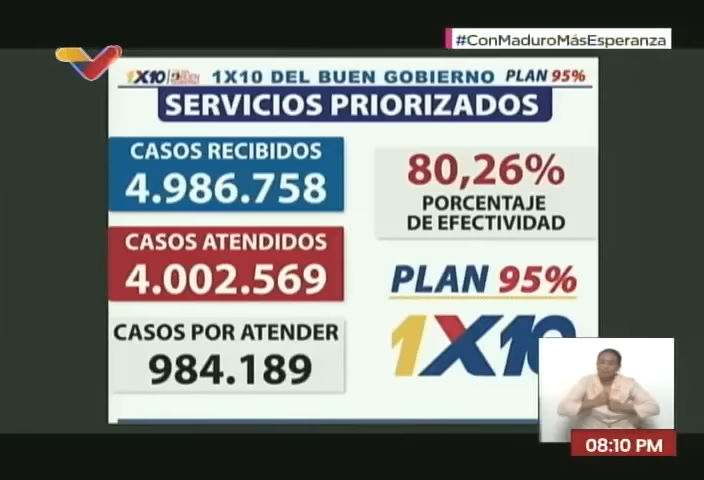 #ConMaduroMásEsperanza
1X10 1X10 DEL BUEN GOBIERNO PLAN 95%
SERVICIOS PRIORIZADOS
CASOS RECIBIDOS
4.986.758
80,26%
PORCENTAJE
DE EFECTIVIDAD
CASOS ATENDIDOS
4.002.569
PLAN 95%
CASOS POR ATENDER
984.189
1X10
08:10 PM